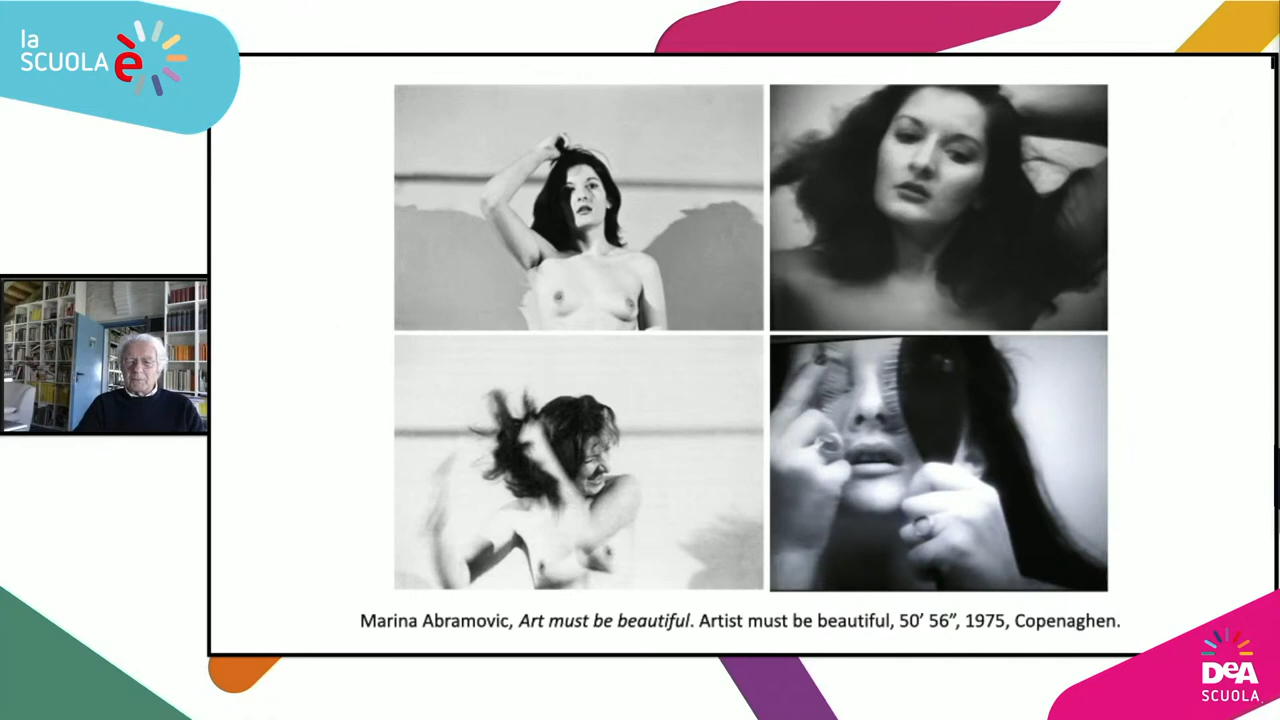 la
SCUOLA è
Marina Abramovic, Art must be beautiful. Artist must be beautiful, 50’ 56”, 1975, Copenaghen.
DeA
SCUOLA